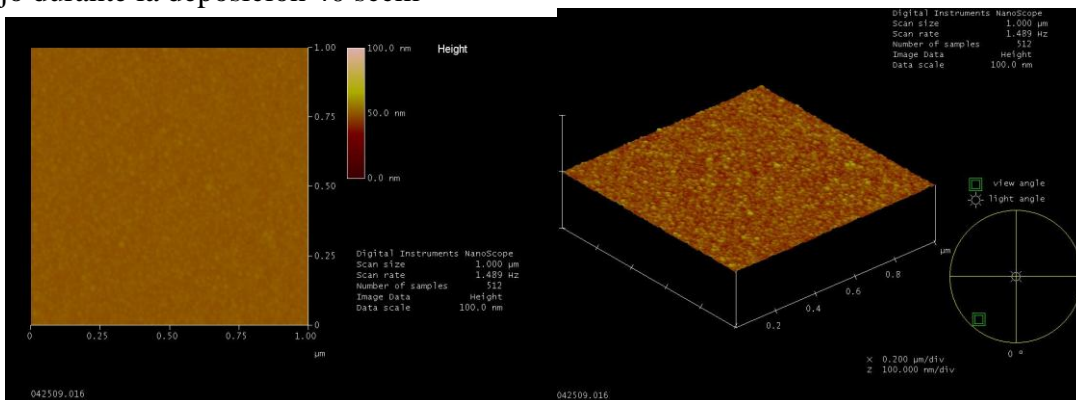 jo durante la deposición 40 sccm
1.00
0.75
0.50
0.25
0
0
0.25
0.50
0.75
1.00
µm
100.0 nm
50.0 nm
0.0 nm
Height
Digital Instruments NanoScope
Scan size 1.000 µm
Scan rate 1.489 Hz
Number of samples 512
Image Data Height
Data scale 100.0 nm
042509.016
Digital Instruments NanoScope
Scan size 1.000 µm
Scan rate 1.489 Hz
Number of samples 512
Image Data Height
Data scale 100.0 nm
view angle
light angle
µm
0.8
0.6
0.4
0.2
X 0.200 µm/div
Z 100.000 nm/div
0 °
042509.016